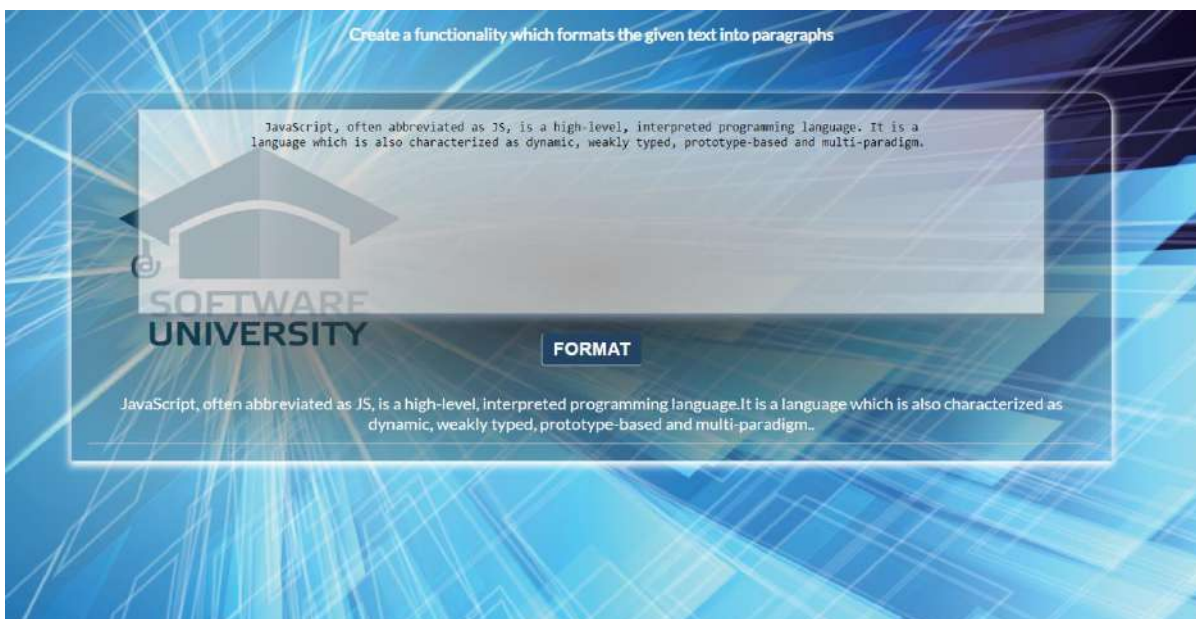 Create a functionality which formats the given text into paragraphs
JavaScript, often abbreviated as JS, is a high-level, interpreted programming language. It is a
language which is also characterized as dynamic, weakly typed, prototype-based and multi-paradigm.
@
SOFTWARE
UNIVERSITY
FORMAT
JavaScript, often abbreviated as JS, is a high-level, interpreted programming language.It is a language which is also characterized as
dynamic, weakly typed, prototype-based and multi-paradigm..